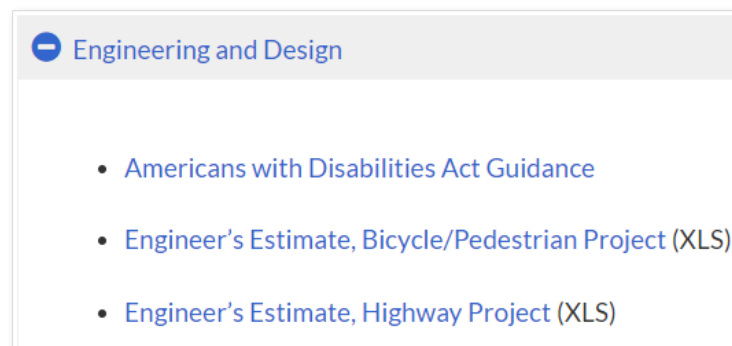 Engineering and Design
• Americans with Disabilities Act Guidance
• Engineer’s Estimate, Bicycle/Pedestrian Project (XLS)
• Engineer’s Estimate, Highway Project (XLS)